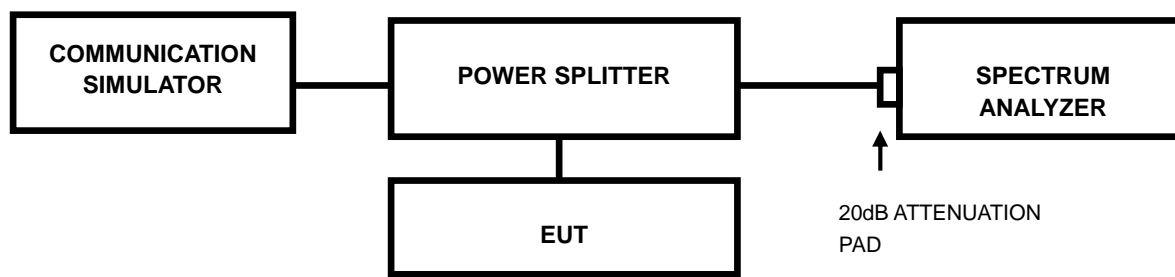 COMMUNICATION
SIMULATOR
POWER SPLITTER
SPECTRUM
ANALYZER
EUT
20dB ATTENUATION
PAD